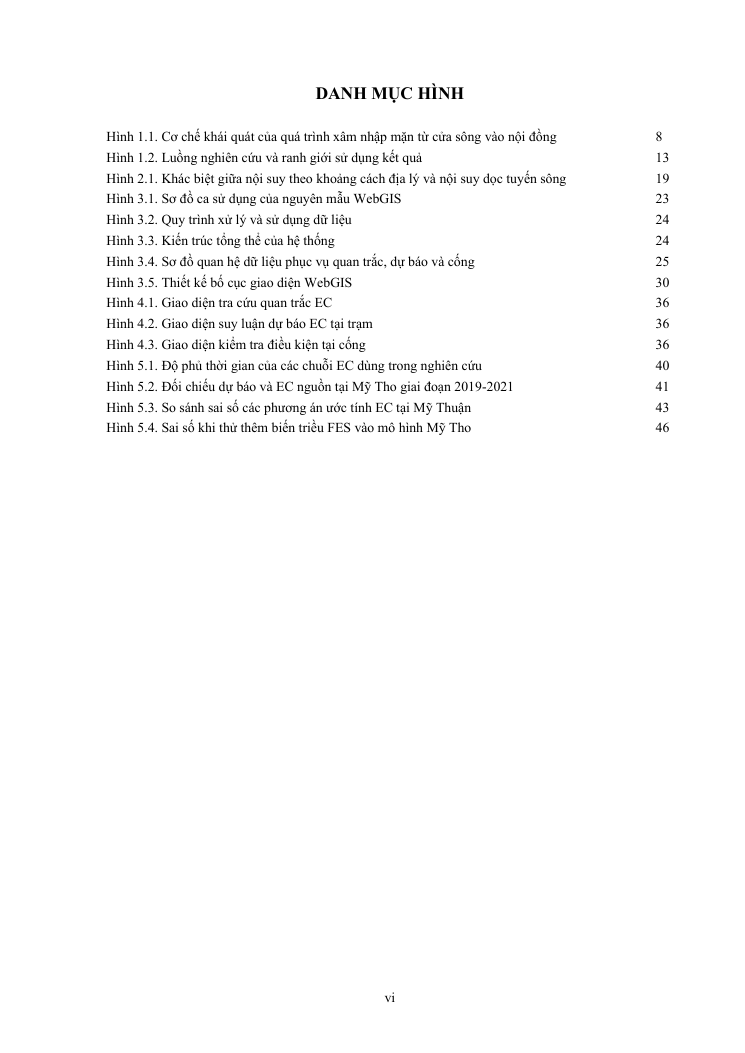 DANH MỤC HÌNH
Hình 1.1. Cơ chế khái quát của quá trình xâm nhập mặn từ cửa sông vào nội đồng 8
Hình 1.2. Luồng nghiên cứu và ranh giới sử dụng kết quả 13
Hình 2.1. Khác biệt giữa nội suy theo khoảng cách địa lý và nội suy dọc tuyến sông 19
Hình 3.1. Sơ đồ ca sử dụng của nguyên mẫu WebGIS 23
Hình 3.2. Quy trình xử lý và sử dụng dữ liệu 24
Hình 3.3. Kiến trúc tổng thể của hệ thống 24
Hình 3.4. Sơ đồ quan hệ dữ liệu phục vụ quan trắc, dự báo và cống 25
Hình 3.5. Thiết kế bố cục giao diện WebGIS 30
Hình 4.1. Giao diện tra cứu quan trắc EC 36
Hình 4.2. Giao diện suy luận dự báo EC tại trạm 36
Hình 4.3. Giao diện kiểm tra điều kiện tại cống 36
Hình 5.1. Độ phủ thời gian của các chuỗi EC dùng trong nghiên cứu 40
Hình 5.2. Đối chiếu dự báo và EC nguồn tại Mỹ Tho giai đoạn 2019-2021 41
Hình 5.3. So sánh sai số các phương án ước tính EC tại Mỹ Thuận 43
Hình 5.4. Sai số khi thử thêm biến triều FES vào mô hình Mỹ Tho 46
vi